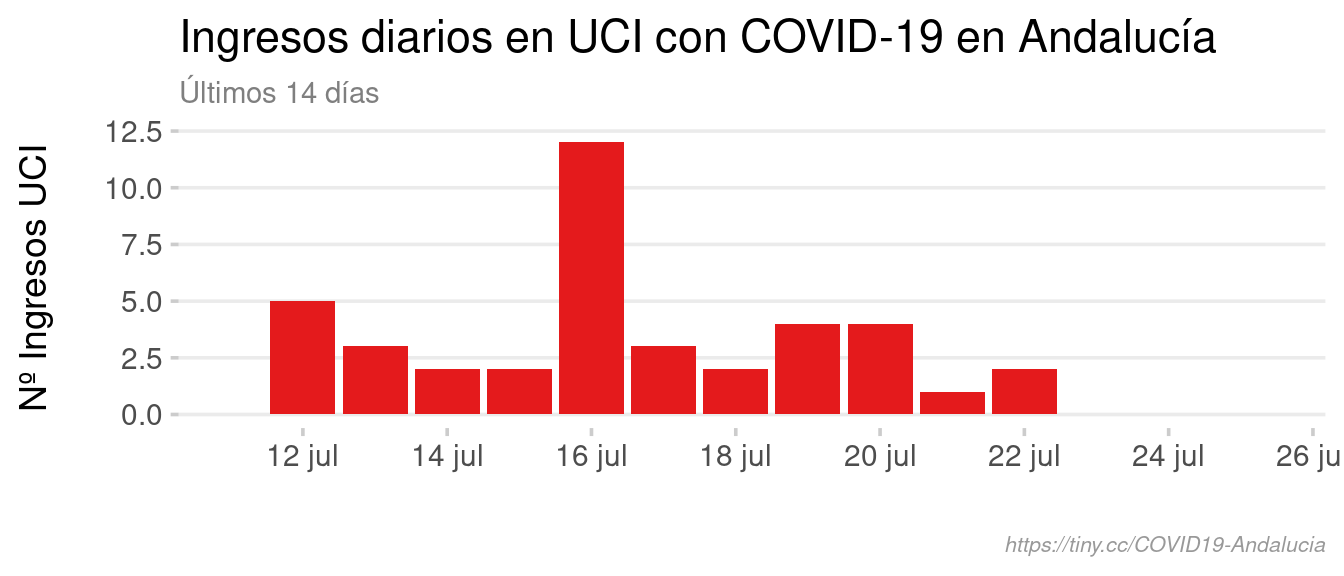 Ingresos diarios en UCI con COVID-19 en Andalucía
Últimos 14 días
Nº Ingresos UCI
12.5
10.0
7.5
5.0
2.5
0.0
12 jul 14 jul 16 jul 18 jul 20 jul 22 jul 24 jul 26 ju
https://tiny.cc/COVID19-Andalucia